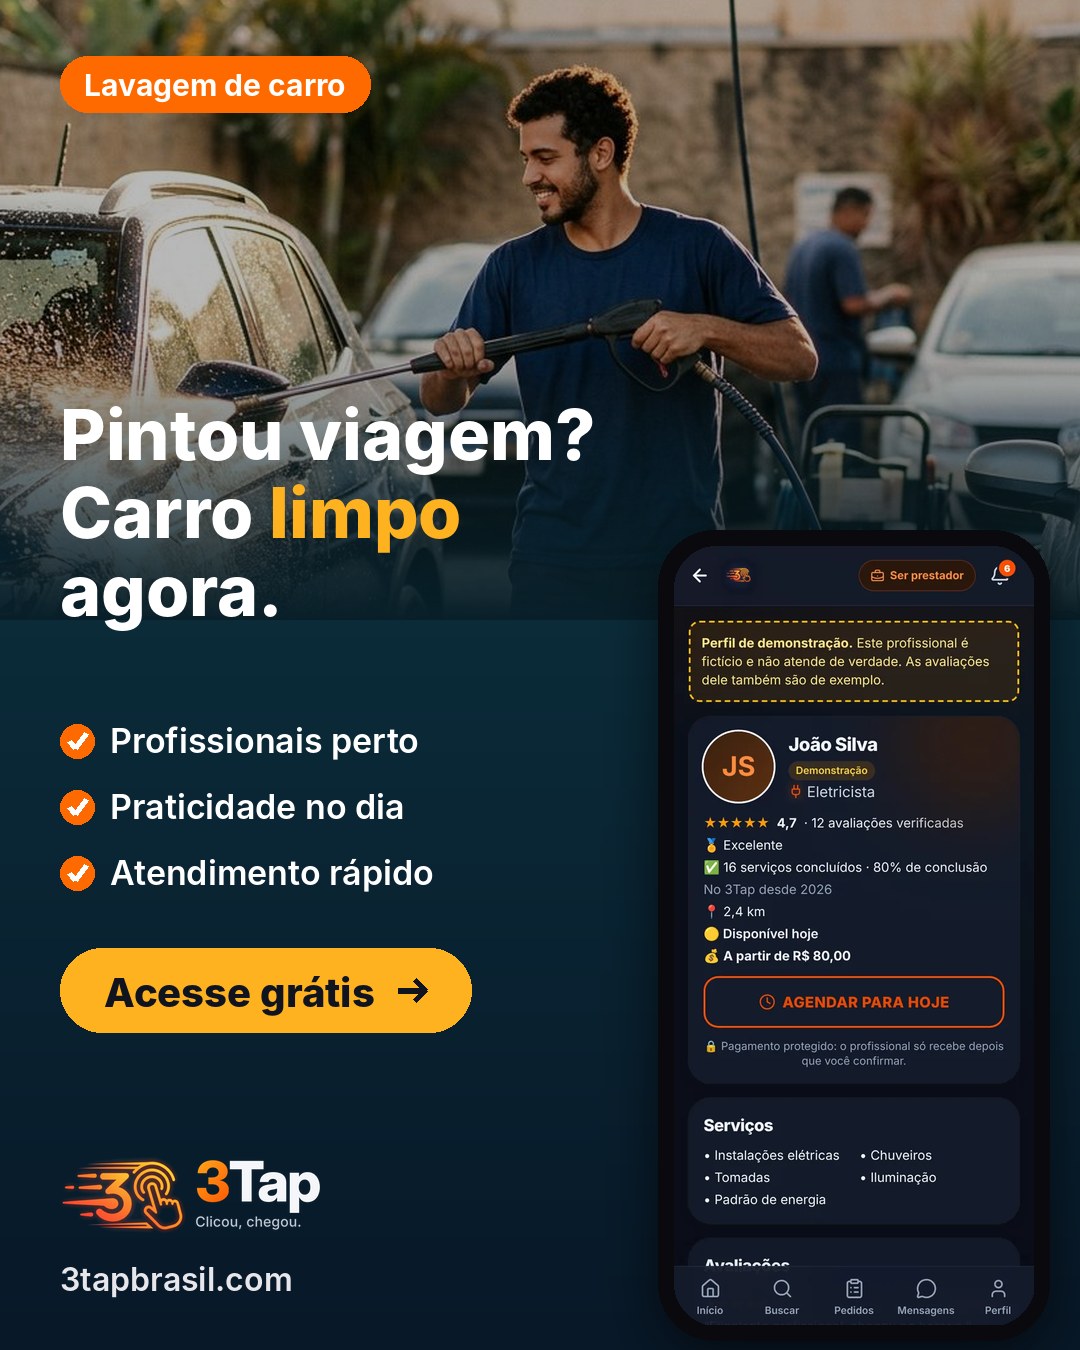 Lavagem de carro
Pintou viagem?
Carro limpo
agora.
Profissionais perto
Praticidade no dia
Atendimento rápido
Acesse grátis →
3Tap
Clicou, chegou.
3tapbrasil.com
Ser prestador
6
Perfil de demonstração. Este profissional é
fictício e não atende de verdade. As avaliações
dele também são de exemplo.
JS
João Silva
Demonstração
Eletricista
★★★★★ 4,7 · 12 avaliações verificadas
🏅 Excelente
✅ 16 serviços concluídos · 80% de conclusão
No 3Tap desde 2026
📍 2,4 km
🟡 Disponível hoje
💰 A partir de R$ 80,00
AGENDAR PARA HOJE
🔒 Pagamento protegido: o profissional só recebe depois
que você confirmar.
Serviços
• Instalações elétricas • Chuveiros
• Tomadas • Iluminação
• Padrão de energia
Avaliações
Início Buscar Pedidos Mensagens Perfil